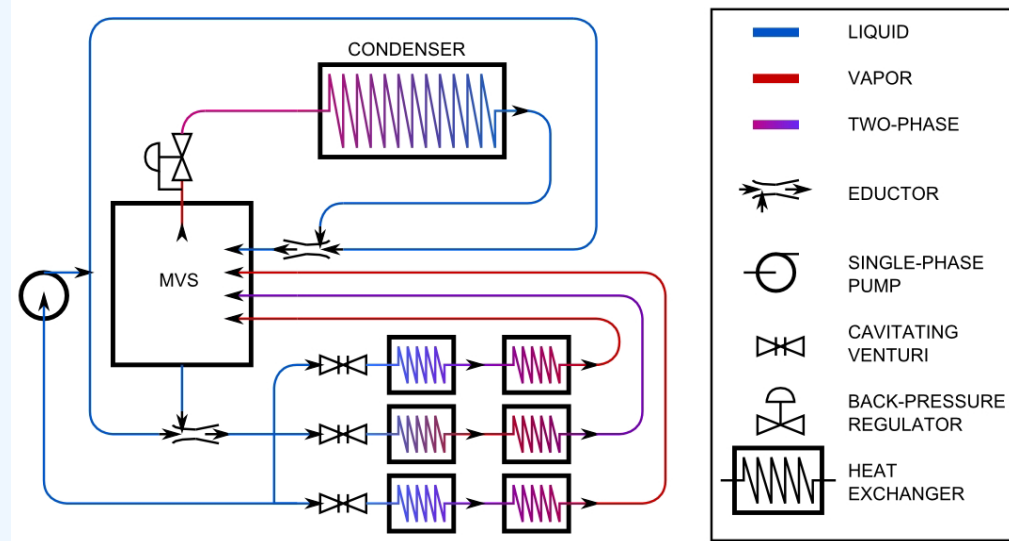 CONDENSER
MVS
LIQUID
VAPOR
TWO-PHASE
EDUCTOR
SINGLE-PHASE
PUMP
CAVITATING
VENTURI
BACK-PRESSURE
REGULATOR
HEAT
EXCHANGER